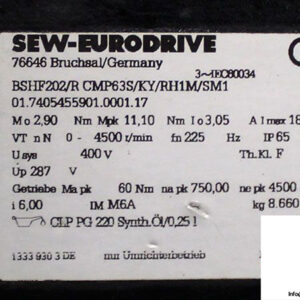 SEW-EURODRIVE
76646 Bruchsal/Germany
3~IEC60034
BSHF202/R CMP63S/KY/RH1M/SM1
01.7405455901.0001.17
Mo 2,90 Nm Mpk 11,10 Nm Io 3,05 A Imax 18
VT nN 0 - 4500 r/min fn 225 Hz IP 65
Usys 400 V Th.Kl F
Up 287 V
Getriebe Ma pk 60 Nm na pk 750,00 ne pk 4500
i 6,00 IM M6A kg 8.660
CLP PG 220 Synth.Öl/0,25 l
1333 930 3 DE nur Umrichterbetrieb